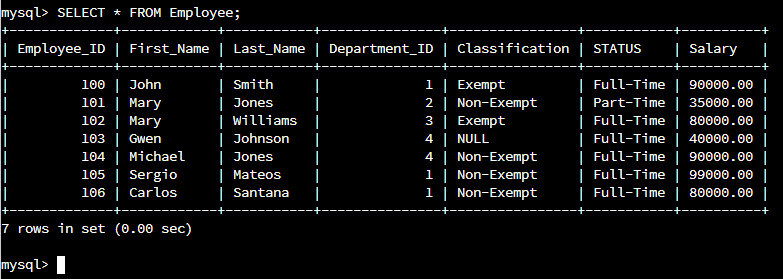 mysql> SELECT * FROM Employee;
+-------------+------------+-----------+---------------+----------------+-----------+----------+
| Employee_ID | First_Name | Last_Name | Department_ID | Classification | STATUS    | Salary   |
+-------------+------------+-----------+---------------+----------------+-----------+----------+
|         100 | John       | Smith     |             1 | Exempt         | Full-Time | 90000.00 |
|         101 | Mary       | Jones     |             2 | Non-Exempt     | Part-Time | 35000.00 |
|         102 | Mary       | Williams  |             3 | Exempt         | Full-Time | 80000.00 |
|         103 | Gwen       | Johnson   |             4 | NULL           | Full-Time | 40000.00 |
|         104 | Michael    | Jones     |             4 | Non-Exempt     | Full-Time | 90000.00 |
|         105 | Sergio     | Mateos    |             1 | Non-Exempt     | Full-Time | 99000.00 |
|         106 | Carlos     | Santana   |             1 | Non-Exempt     | Full-Time | 80000.00 |
+-------------+------------+-----------+---------------+----------------+-----------+----------+
7 rows in set (0.00 sec)
mysql>